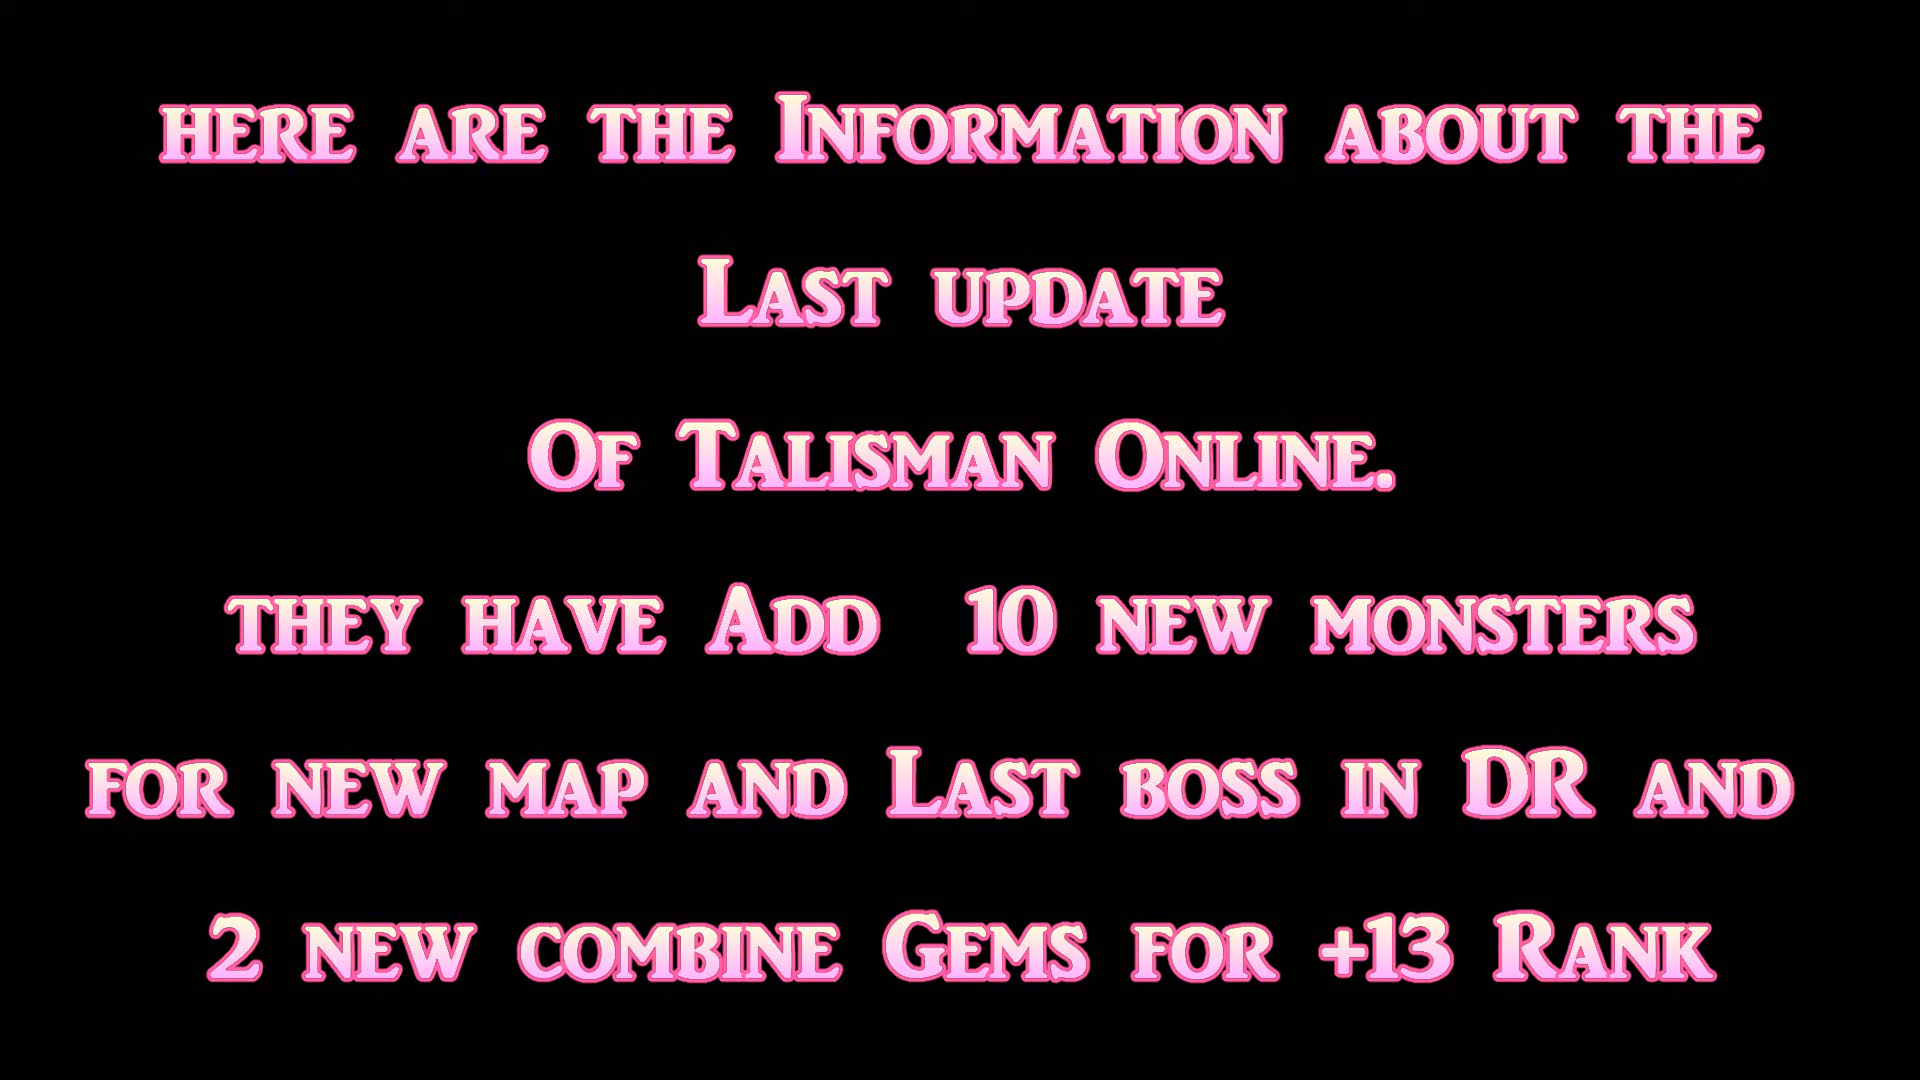 here are the Information about the
Last update
Of Talisman Online.
they have Add 10 new monsters
for new map and Last boss in DR and
2 new combine Gems for +13 Rank